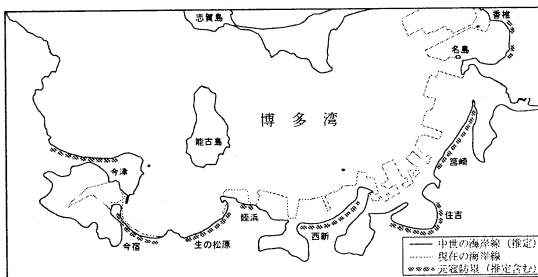 志賀島
香椎
名島
博多湾
能古島
今津
筥崎
姪浜
住吉
西新
今宿
生の松原
中世の海岸線（推定）
現在の海岸線
元寇防塁（推定含む）